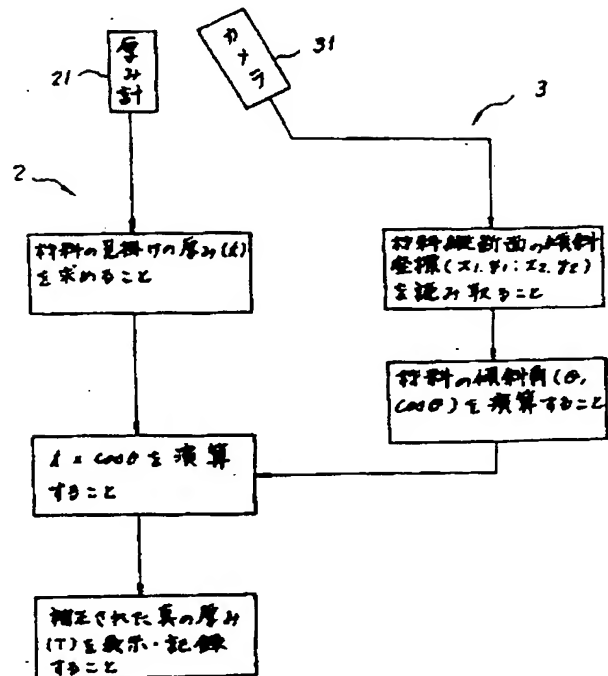 厚み計
21
カメラ
31
3
2
材料の見掛けの厚み(t)
を求めること
材料縦断面の傾斜
座標(x₁,y₁:x₂,y₂)
を読み取ること
材料の傾斜角(θ,
cosθ)を演算すること
t×cosθを演算
すること
補正された真の厚み
(T)を表示・記録
すること